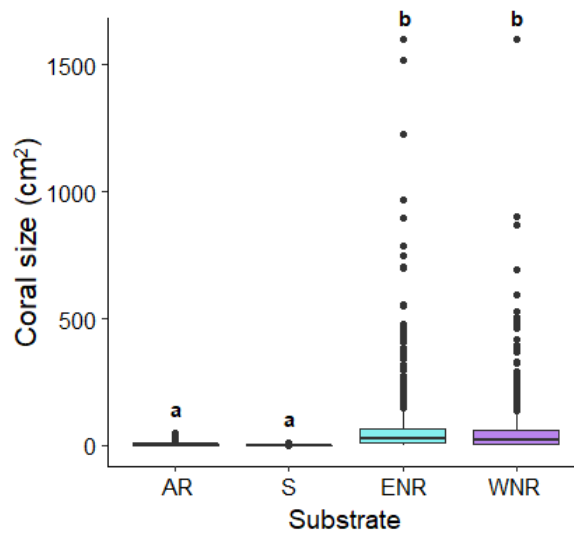 b b
1500
1000
500
a a
0
Coral size (cm²)
AR S ENR WNR
Substrate